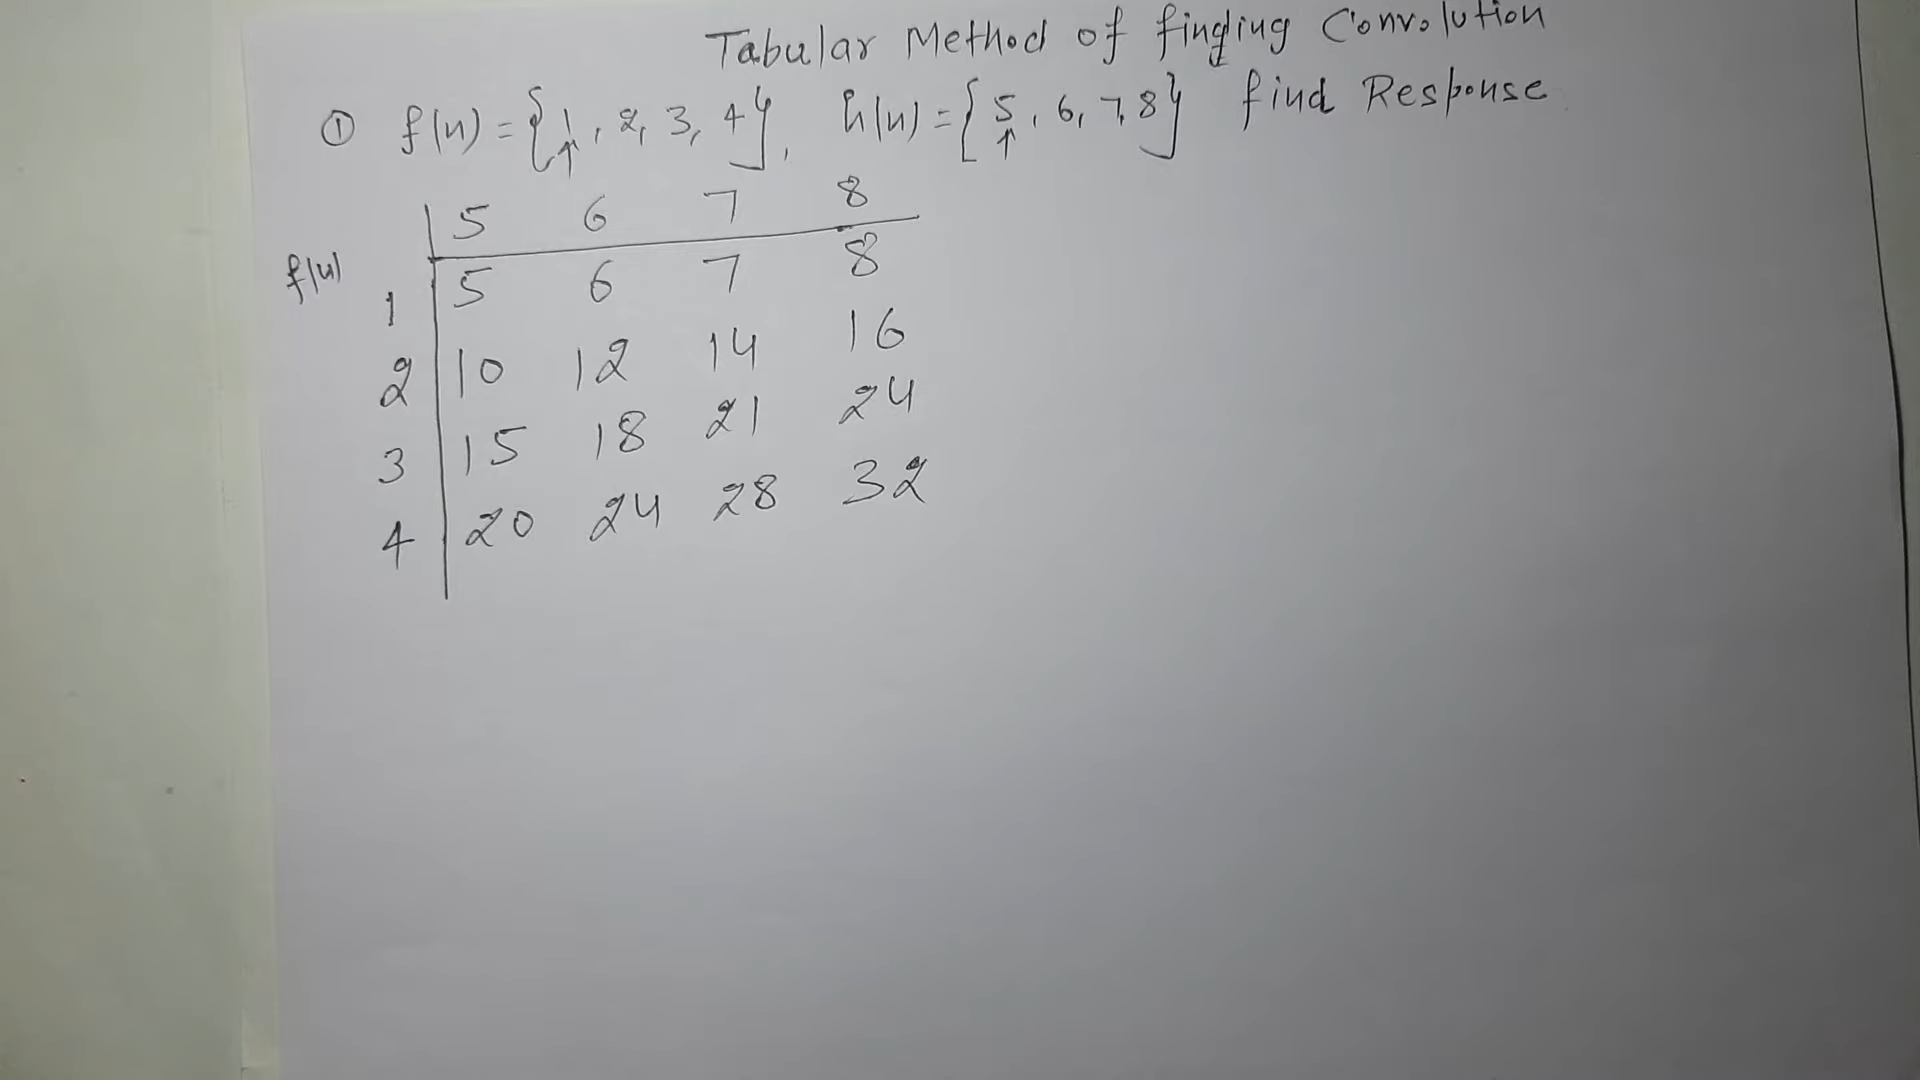 Tabular Method of finding Convolution
① f(n) = {1, 2, 3, 4}, h(n) = {5, 6, 7, 8} find Response
↑ ↑
5 6 7 8
f(n)
1 5 6 7 8
2 10 12 14 16
3 15 18 21 24
4 20 24 28 32